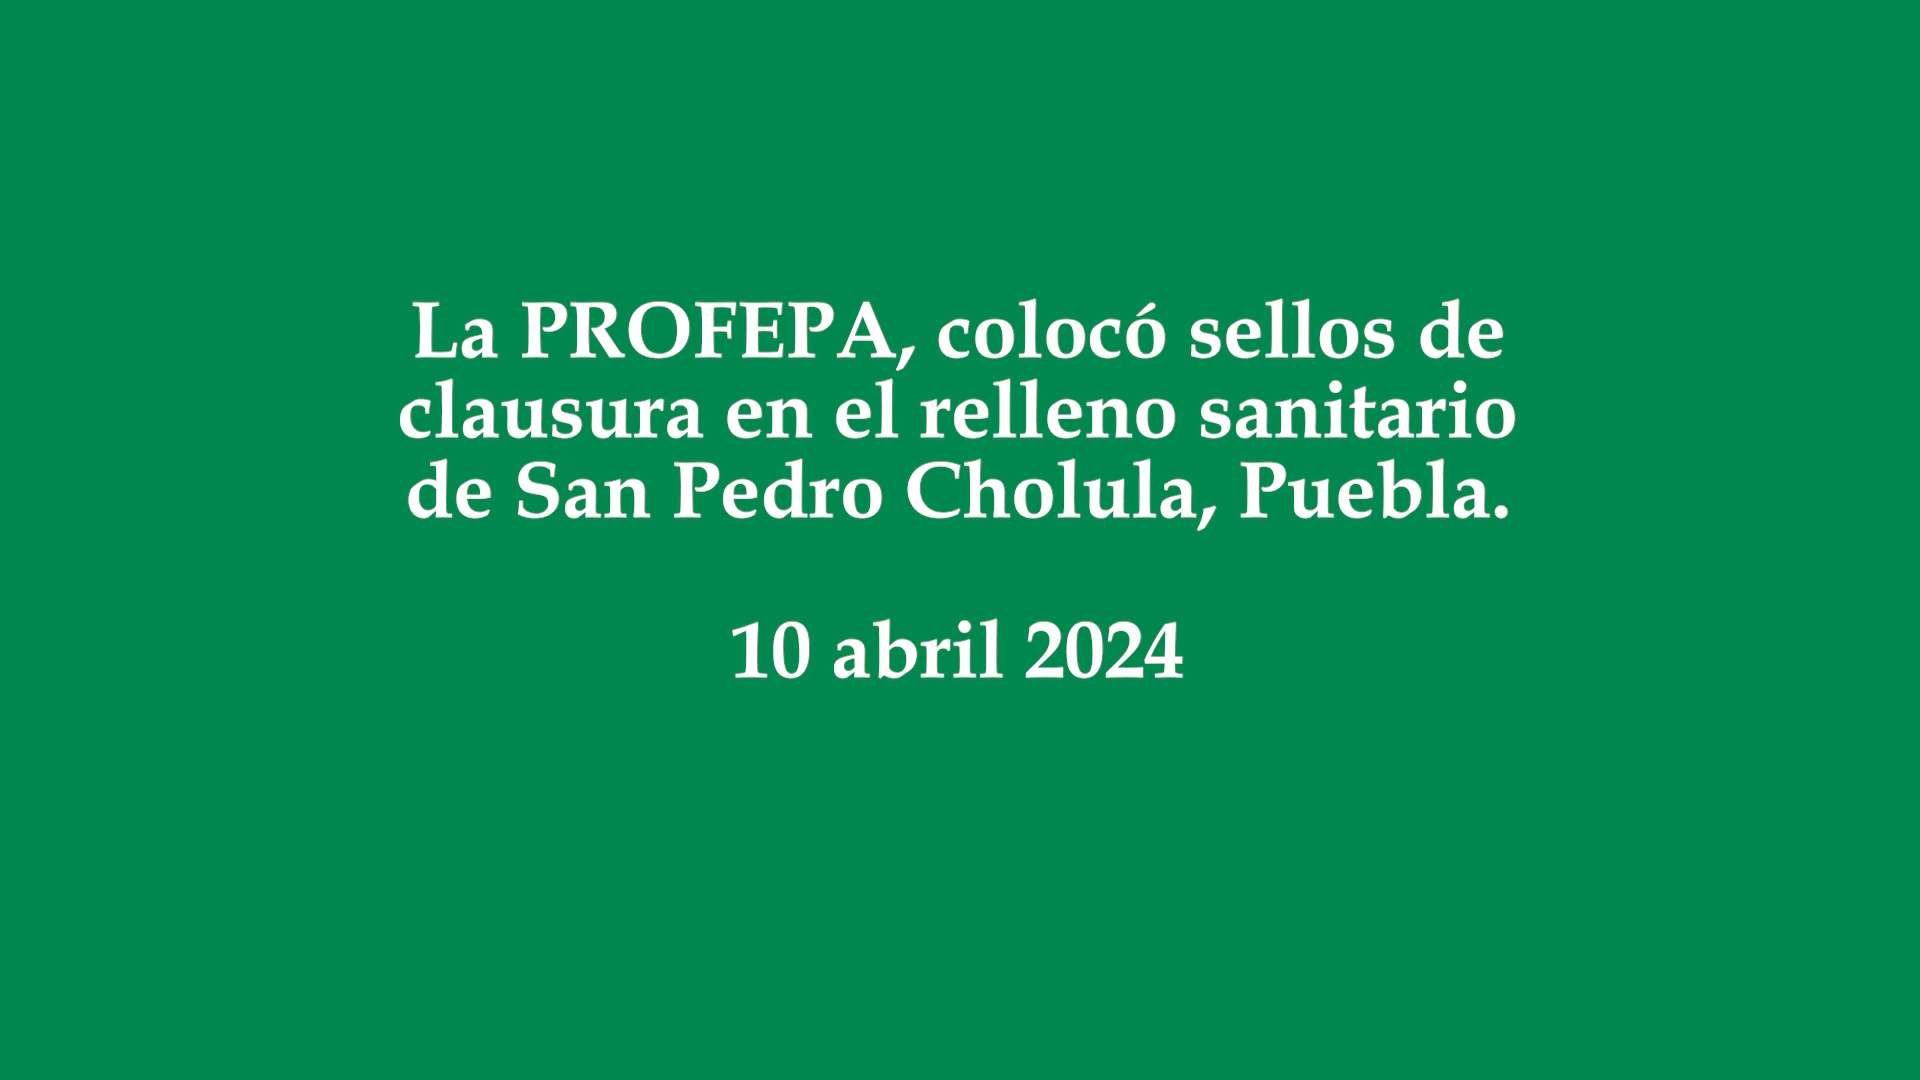 La PROFEPA, colocó sellos de
clausura en el relleno sanitario
de San Pedro Cholula, Puebla.
10 abril 2024